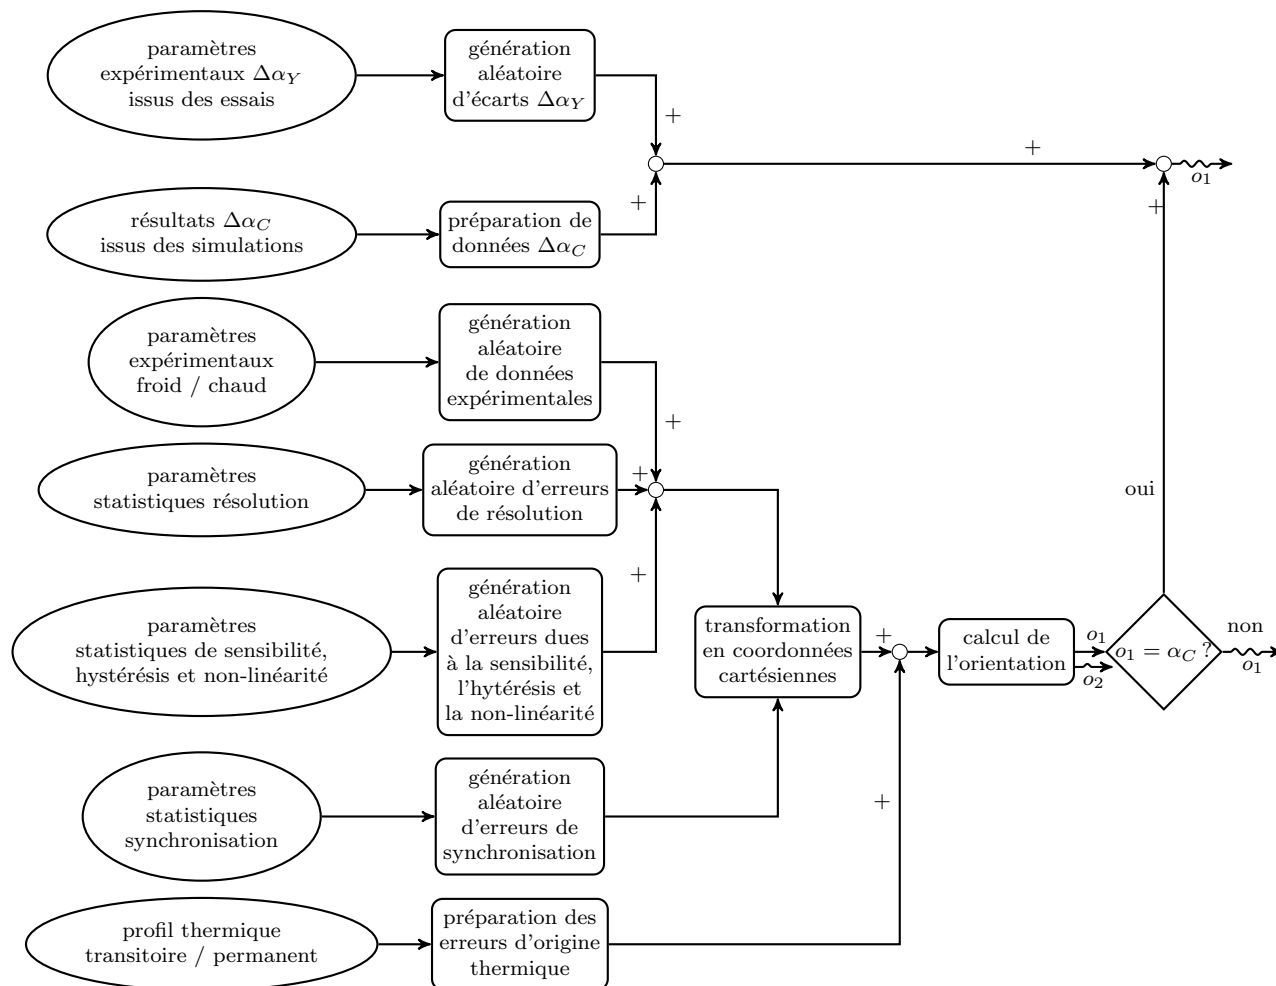 paramètres
expérimentaux Δα_Y
issus des essais
génération
aléatoire
d'écarts Δα_Y
+
+
o_1
résultats Δα_C
issus des simulations
préparation de
données Δα_C
+
+
paramètres
expérimentaux
froid / chaud
génération
aléatoire
de données
expérimentales
+
paramètres
statistiques résolution
génération
aléatoire d'erreurs
de résolution
+
oui
paramètres
statistiques de sensibilité,
hystérésis et non-linéarité
génération
aléatoire
d'erreurs dues
à la sensibilité,
l'hytérésis et
la non-linéarité
+
transformation
en coordonnées
cartésiennes
+
calcul de
l'orientation
o_1
o_2
o_1 = α_C ?
non
o_1
paramètres
statistiques
synchronisation
génération
aléatoire
d'erreurs de
synchronisation
+
profil thermique
transitoire / permanent
préparation des
erreurs d'origine
thermique